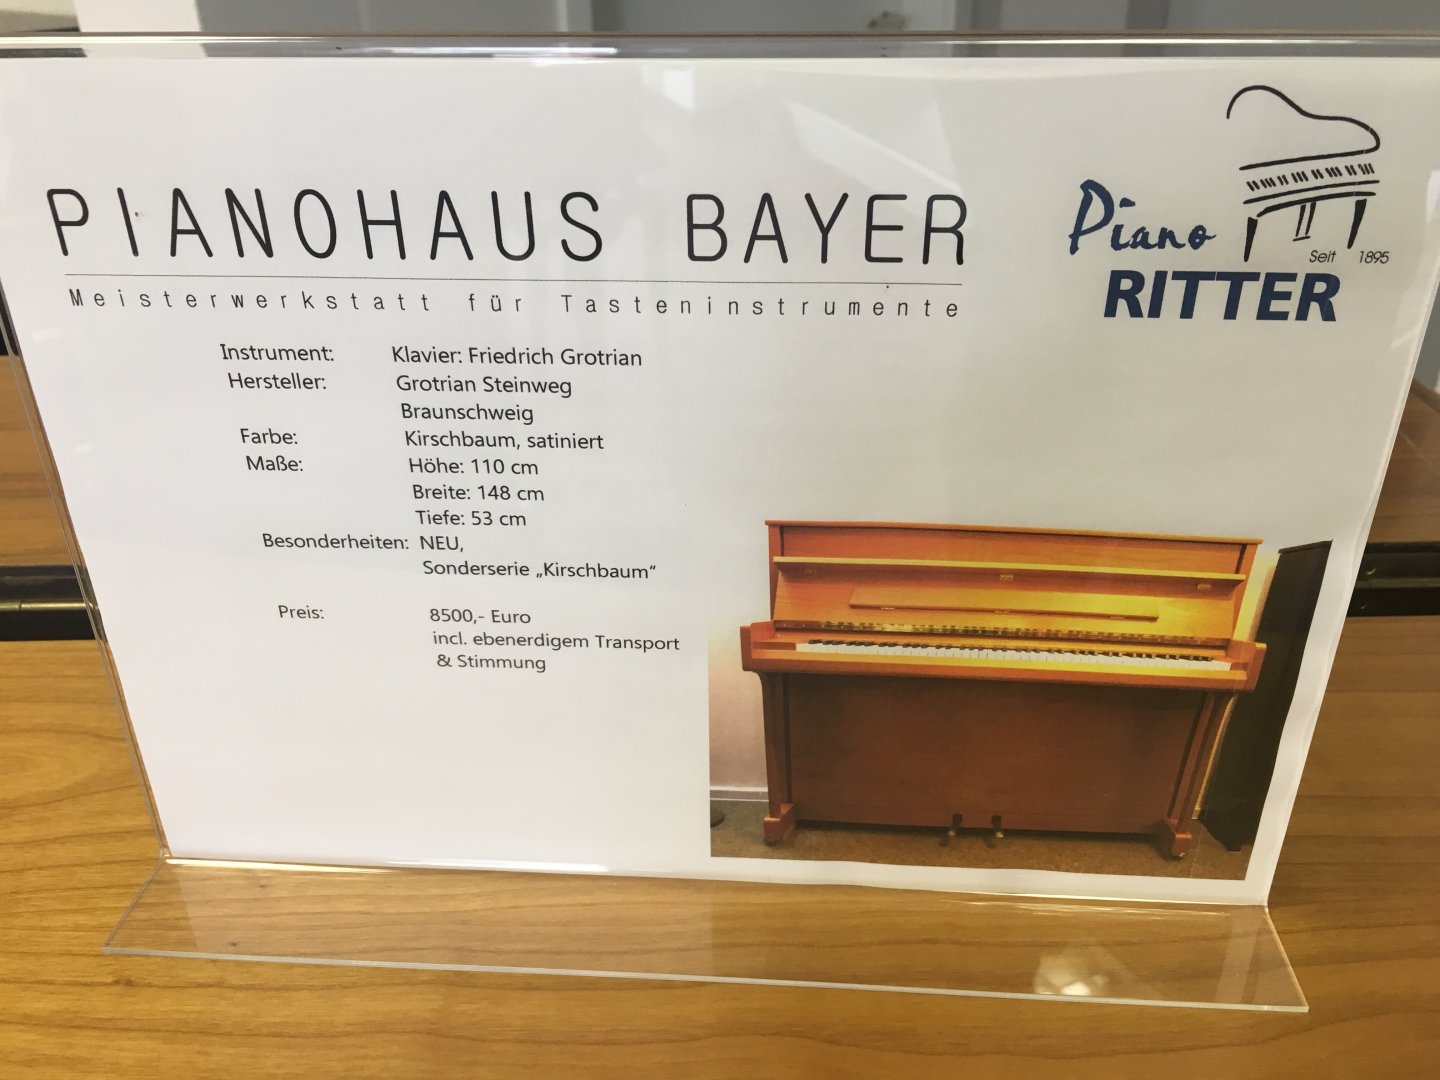 PIANOHAUS BAYER
Meisterwerkstatt für Tasteninstrumente
Piano
Seit 1895
RITTER
Instrument: Klavier: Friedrich Grotrian
Hersteller: Grotrian Steinweg
Braunschweig
Farbe: Kirschbaum, satiniert
Maße: Höhe: 110 cm
Breite: 148 cm
Tiefe: 53 cm
Besonderheiten: NEU,
Sonderserie „Kirschbaum“
Preis: 8500,- Euro
incl. ebenerdigem Transport
& Stimmung